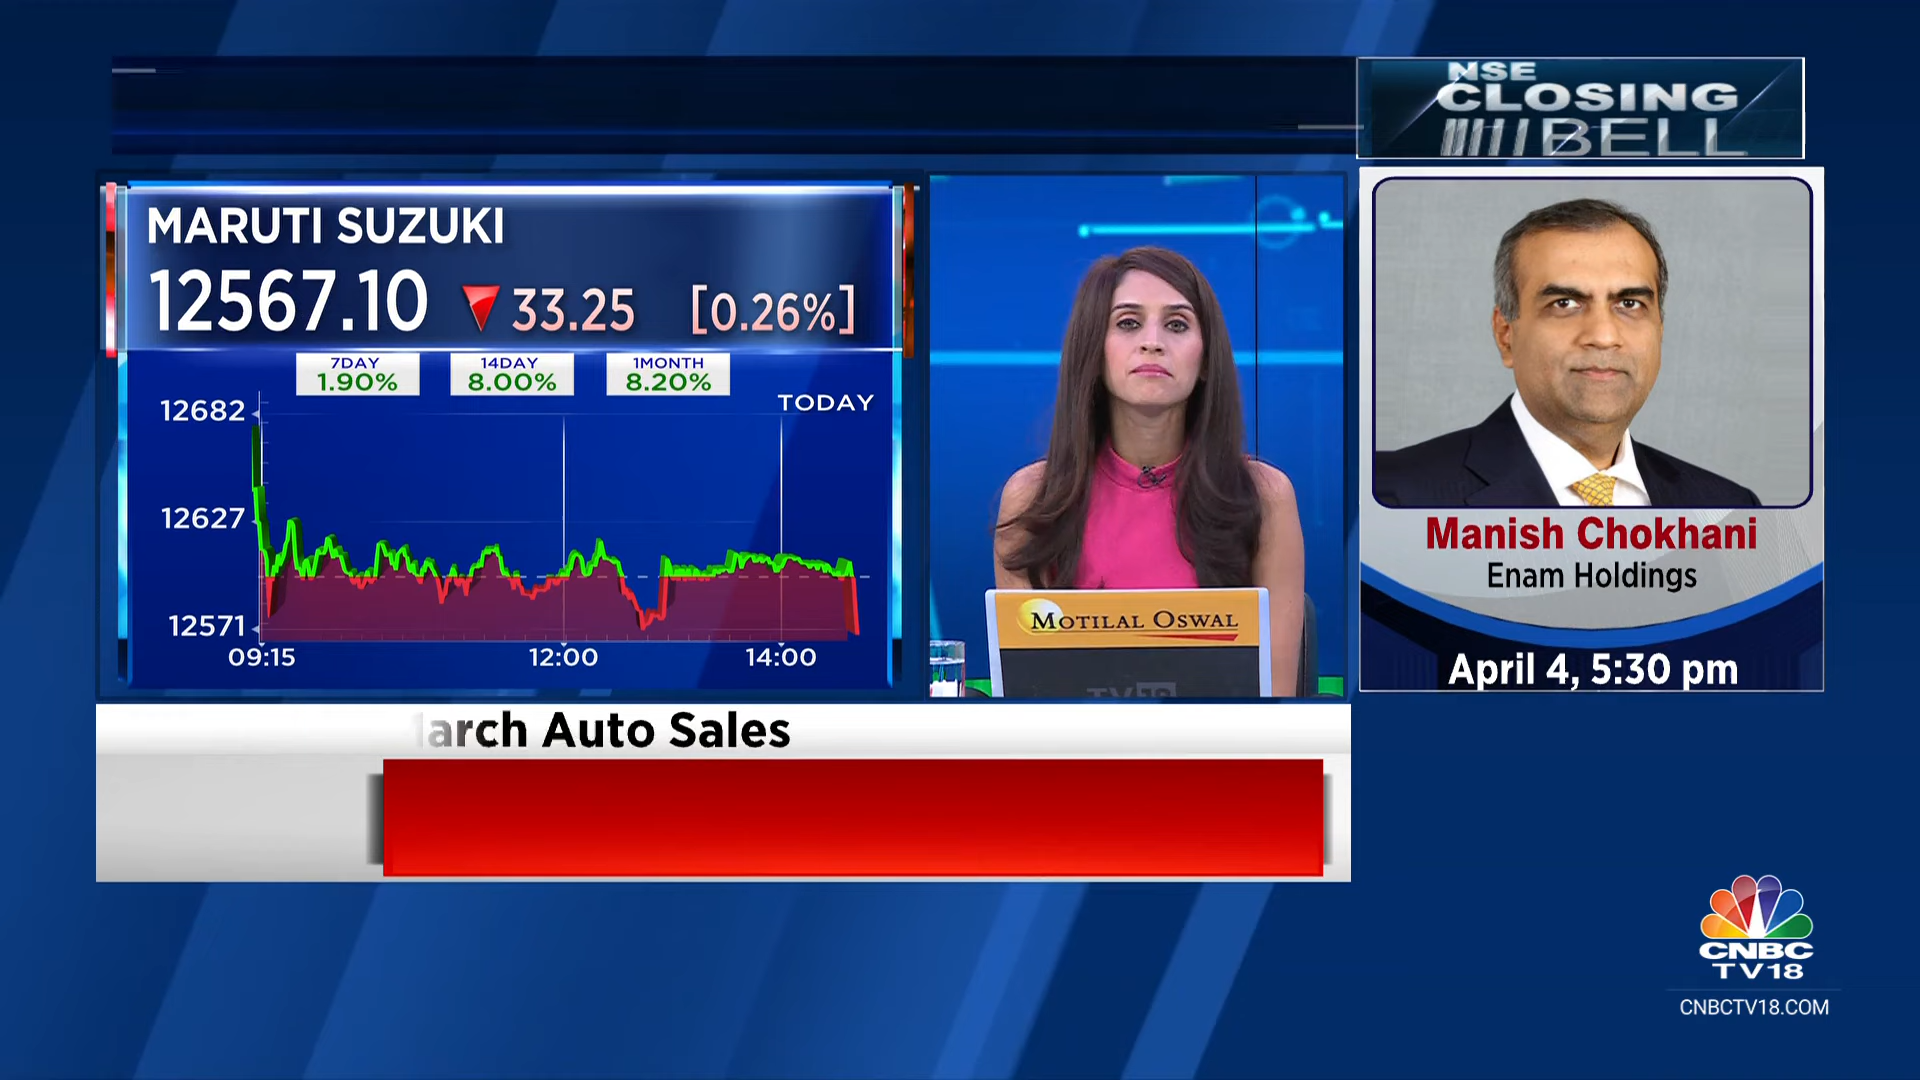 NSE
CLOSING
BELL
MARUTI SUZUKI
12567.10 ▼ 33.25 [0.26%]
7DAY 14DAY 1MONTH
1.90% 8.00% 8.20%
TODAY
12682
12627
12571
09:15 12:00 14:00
MOTILAL OSWAL
TV18
Manish Chokhani
Enam Holdings
April 4, 5:30 pm
arch Auto Sales
CNBC
TV18
CNBCTV18.COM